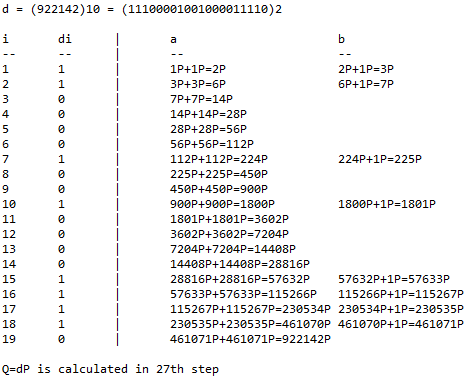 d = (922142)10 = (11100001001000011110)2
i di | a b
-- -- | -- --
1 1 | 1P+1P=2P 2P+1P=3P
2 1 | 3P+3P=6P 6P+1P=7P
3 0 | 7P+7P=14P
4 0 | 14P+14P=28P
5 0 | 28P+28P=56P
6 0 | 56P+56P=112P
7 1 | 112P+112P=224P 224P+1P=225P
8 0 | 225P+225P=450P
9 0 | 450P+450P=900P
10 1 | 900P+900P=1800P 1800P+1P=1801P
11 0 | 1801P+1801P=3602P
12 0 | 3602P+3602P=7204P
13 0 | 7204P+7204P=14408P
14 0 | 14408P+14408P=28816P
15 1 | 28816P+28816P=57632P 57632P+1P=57633P
16 1 | 57633P+57633P=115266P 115266P+1P=115267P
17 1 | 115267P+115267P=230534P 230534P+1P=230535P
18 1 | 230535P+230535P=461070P 461070P+1P=461071P
19 0 | 461071P+461071P=922142P
Q=dP is calculated in 27th step